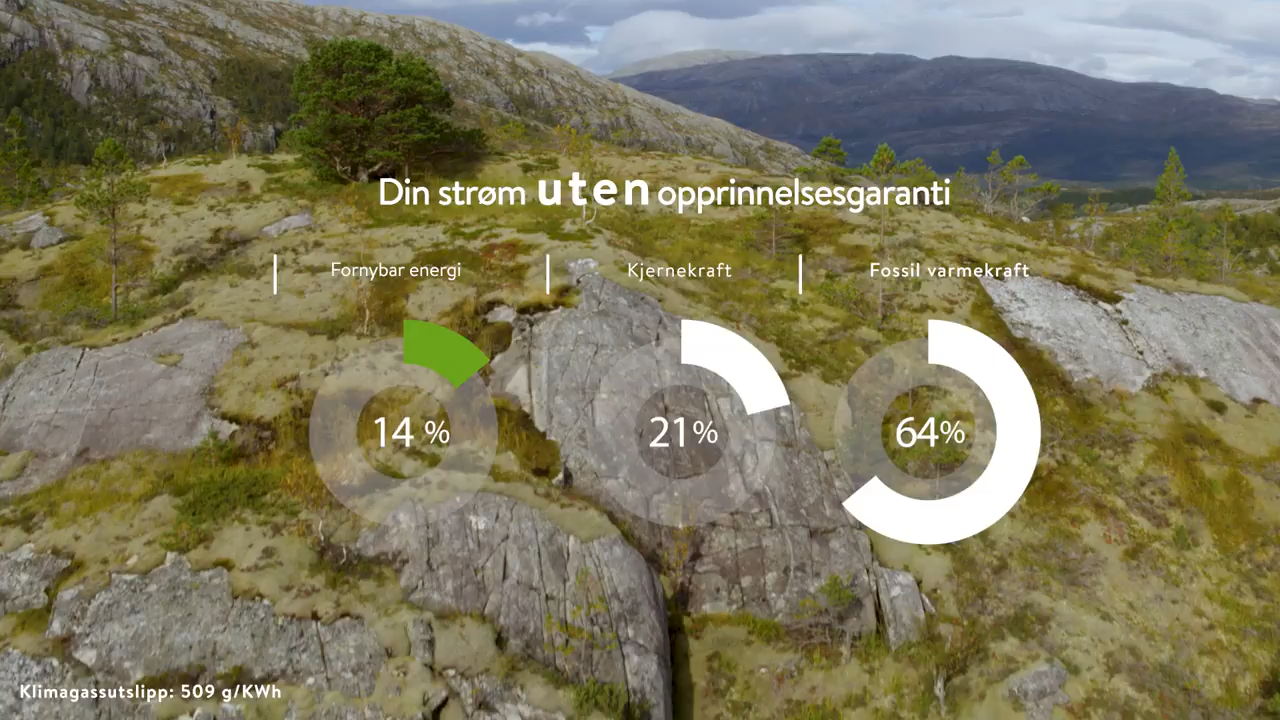 Din strøm uten opprinnelsesgaranti
Fornybar energi
Kjernekraft
Fossil varmekraft
14 %
21%
64%
Klimagassutslipp: 509 g/KWh